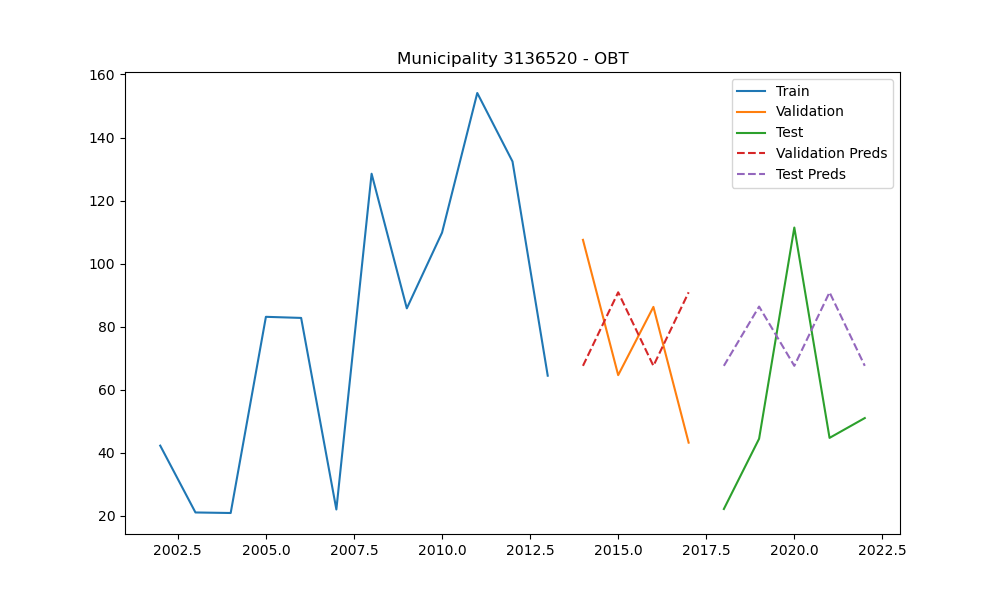 Municipality 3136520 - OBT
160
140
120
100
80
60
40
20
2002.5 2005.0 2007.5 2010.0 2012.5 2015.0 2017.5 2020.0 2022.5
Train
Validation
Test
Validation Preds
Test Preds